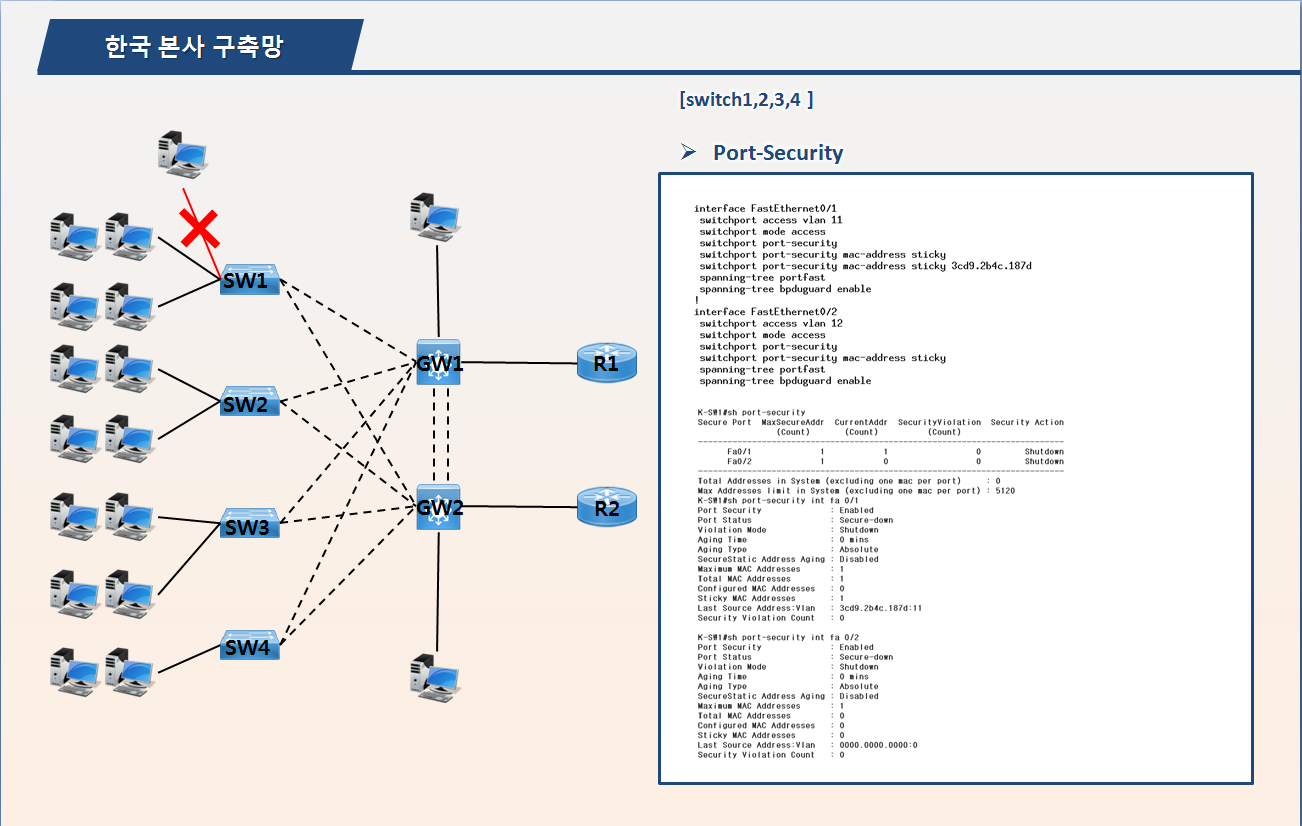 한국 본사 구축망
[switch1,2,3,4 ]
➢ Port-Security
SW1
SW2
SW3
SW4
GW1
GW2
R1
R2
interface FastEthernet0/1
switchport access vlan 11
switchport mode access
switchport port-security
switchport port-security mac-address sticky
switchport port-security mac-address sticky 3cd9.2b4c.187d
spanning-tree portfast
spanning-tree bpduguard enable
!
interface FastEthernet0/2
switchport access vlan 12
switchport mode access
switchport port-security
switchport port-security mac-address sticky
spanning-tree portfast
spanning-tree bpduguard enable
K-SW1#sh port-security
Secure Port MaxSecureAddr CurrentAddr SecurityViolation Security Action
(Count) (Count) (Count)
---------------------------------------------------------------------------
Fa0/1 1 1 0 Shutdown
Fa0/2 1 0 0 Shutdown
---------------------------------------------------------------------------
Total Addresses in System (excluding one mac per port) : 0
Max Addresses limit in System (excluding one mac per port) : 5120
K-SW1#sh port-security int fa 0/1
Port Security : Enabled
Port Status : Secure-down
Violation Mode : Shutdown
Aging Time : 0 mins
Aging Type : Absolute
SecureStatic Address Aging : Disabled
Maximum MAC Addresses : 1
Total MAC Addresses : 1
Configured MAC Addresses : 0
Sticky MAC Addresses : 1
Last Source Address:Vlan : 3cd9.2b4c.187d:11
Security Violation Count : 0
K-SW1#sh port-security int fa 0/2
Port Security : Enabled
Port Status : Secure-down
Violation Mode : Shutdown
Aging Time : 0 mins
Aging Type : Absolute
SecureStatic Address Aging : Disabled
Maximum MAC Addresses : 1
Total MAC Addresses : 0
Configured MAC Addresses : 0
Sticky MAC Addresses : 0
Last Source Address:Vlan : 0000.0000.0000:0
Security Violation Count : 0